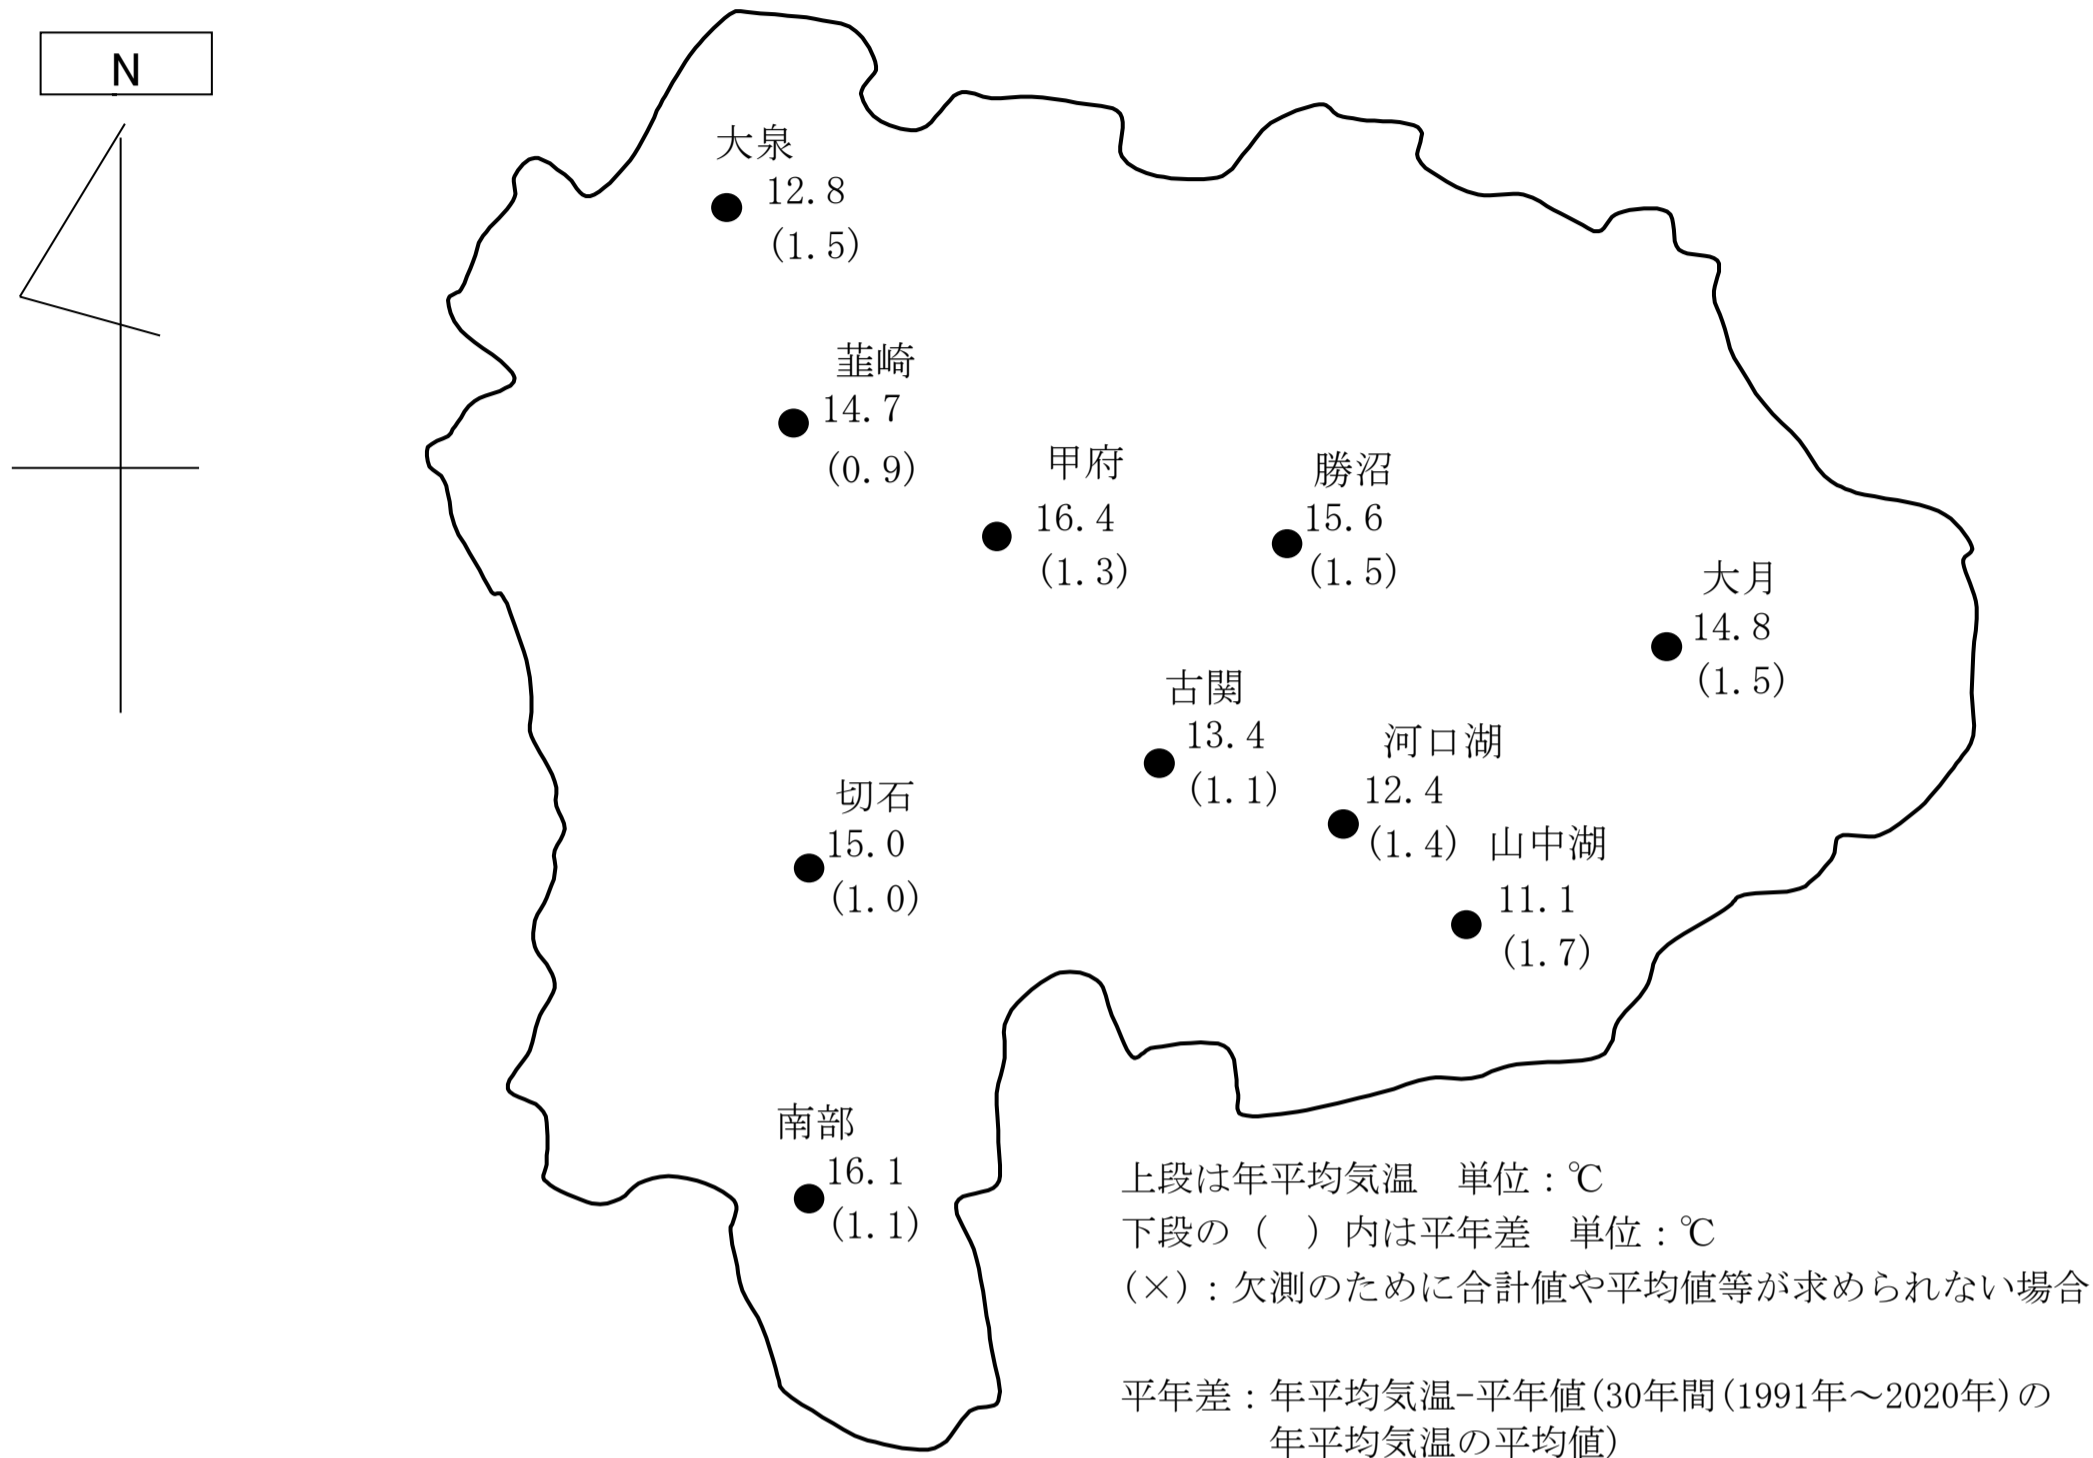 N
大泉
12.8
(1.5)
韮崎
14.7
(0.9)
甲府
16.4
(1.3)
勝沼
15.6
(1.5)
大月
14.8
(1.5)
古関
13.4
(1.1)
河口湖
12.4
(1.4)
山中湖
11.1
(1.7)
切石
15.0
(1.0)
南部
16.1
(1.1)
上段は年平均気温　単位：℃
下段の（　）内は平年差　単位：℃
(×)：欠測のために合計値や平均値等が求められない場合
平年差：年平均気温-平年値(30年間(1991年～2020年)の
年平均気温の平均値)